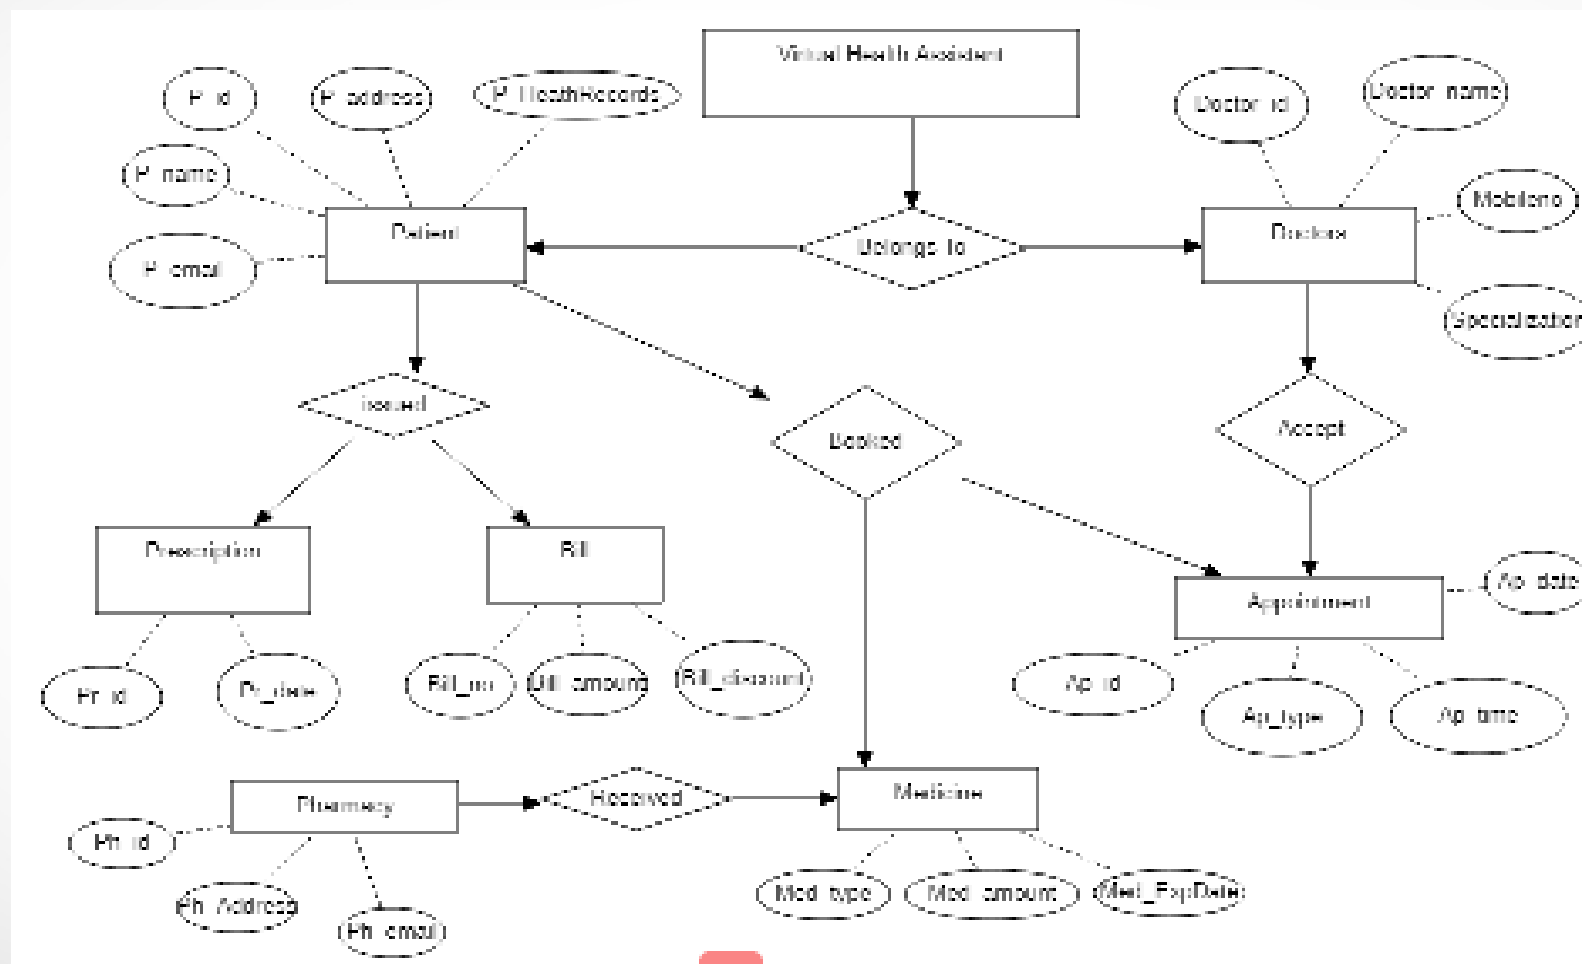 Virtual Health Assistent
P_id
P_address
P_HeathRecords
Doctor_id
Doctor_name
P_name
Mobileno
Patient
Belongs To
Doctors
P_email
Specialization
issued
Booked
Accept
Prescription
Bill
Appointment
Ap_date
Pr_id
Pr_date
Bill_no
Bill_amount
Bill_discount
Ap_id
Ap_type
Ap_time
Pharmacy
Received
Medicine
Ph_id
Ph_Address
Ph_email
Med_type
Med_amount
Med_ExpDate